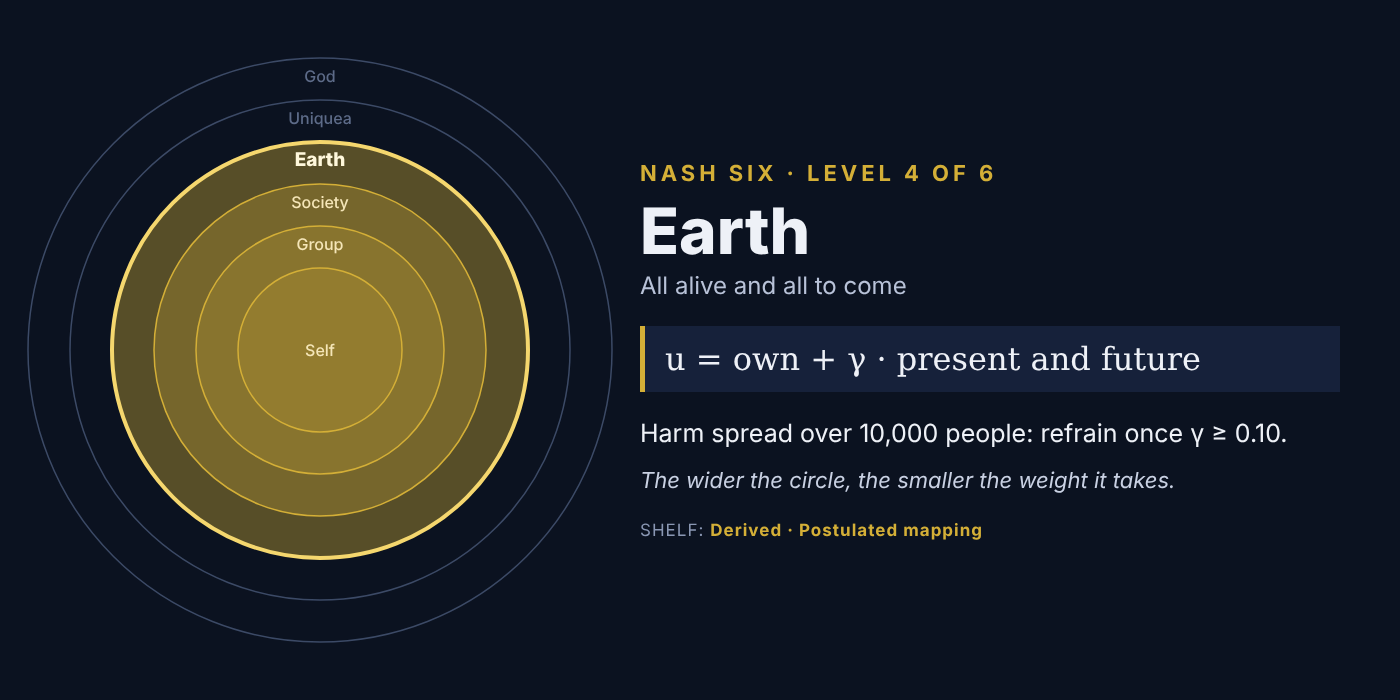 God
Uniquea
Earth
Society
Group
Self
NASH SIX · LEVEL 4 OF 6
Earth
All alive and all to come
u = own + γ · present and future
Harm spread over 10,000 people: refrain once γ ≥ 0.10.
The wider the circle, the smaller the weight it takes.
SHELF: Derived · Postulated mapping